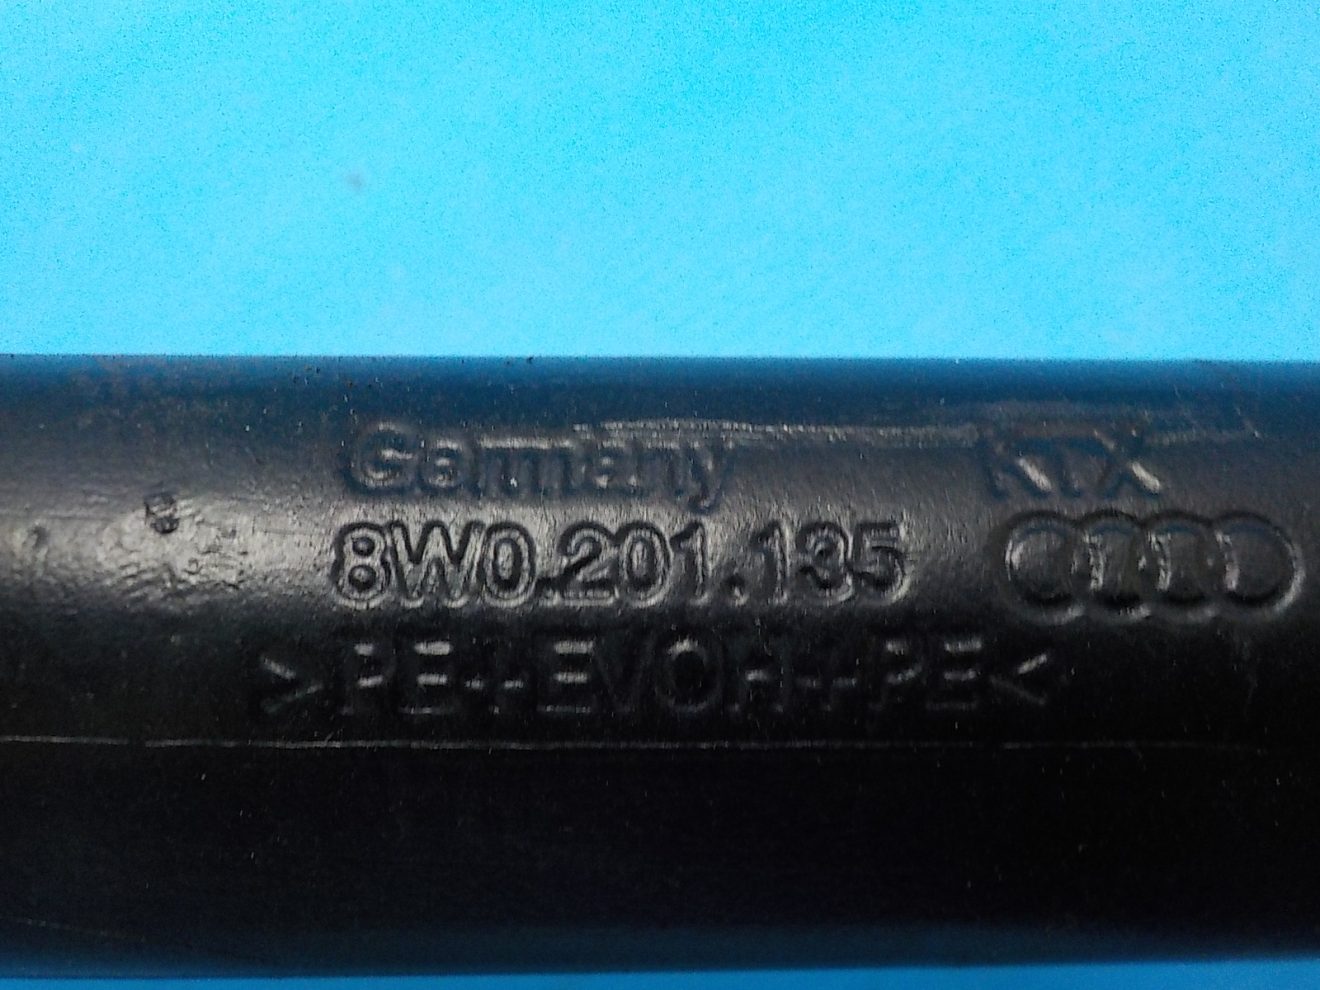 Germany KTX
8W0.201.135
>PE+EVOH+PE<